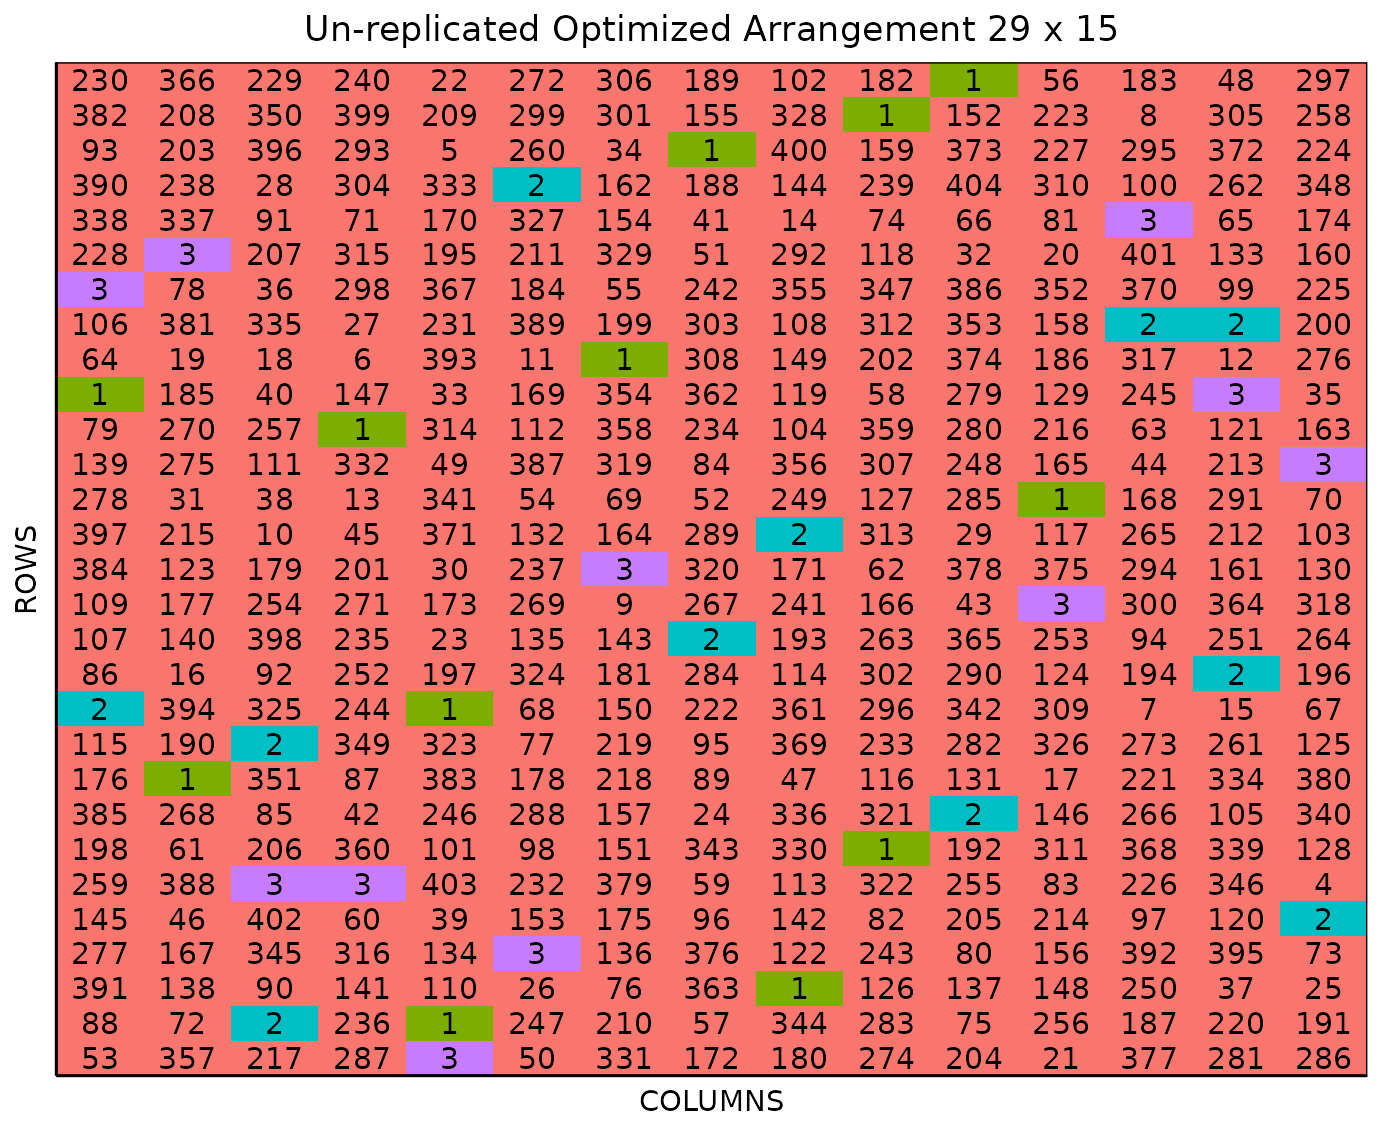 Un-replicated Optimized Arrangement 29 x 15
230 366 229 240 22 272 306 189 102 182 1 56 183 48 297
382 208 350 399 209 299 301 155 328 1 152 223 8 305 258
93 203 396 293 5 260 34 1 400 159 373 227 295 372 224
390 238 28 304 333 2 162 188 144 239 404 310 100 262 348
338 337 91 71 170 327 154 41 14 74 66 81 3 65 174
228 3 207 315 195 211 329 51 292 118 32 20 401 133 160
3 78 36 298 367 184 55 242 355 347 386 352 370 99 225
106 381 335 27 231 389 199 303 108 312 353 158 2 2 200
64 19 18 6 393 11 1 308 149 202 374 186 317 12 276
1 185 40 147 33 169 354 362 119 58 279 129 245 3 35
79 270 257 1 314 112 358 234 104 359 280 216 63 121 163
139 275 111 332 49 387 319 84 356 307 248 165 44 213 3
278 31 38 13 341 54 69 52 249 127 285 1 168 291 70
397 215 10 45 371 132 164 289 2 313 29 117 265 212 103
384 123 179 201 30 237 3 320 171 62 378 375 294 161 130
109 177 254 271 173 269 9 267 241 166 43 3 300 364 318
107 140 398 235 23 135 143 2 193 263 365 253 94 251 264
86 16 92 252 197 324 181 284 114 302 290 124 194 2 196
2 394 325 244 1 68 150 222 361 296 342 309 7 15 67
115 190 2 349 323 77 219 95 369 233 282 326 273 261 125
176 1 351 87 383 178 218 89 47 116 131 17 221 334 380
385 268 85 42 246 288 157 24 336 321 2 146 266 105 340
198 61 206 360 101 98 151 343 330 1 192 311 368 339 128
259 388 3 3 403 232 379 59 113 322 255 83 226 346 4
145 46 402 60 39 153 175 96 142 82 205 214 97 120 2
277 167 345 316 134 3 136 376 122 243 80 156 392 395 73
391 138 90 141 110 26 76 363 1 126 137 148 250 37 25
88 72 2 236 1 247 210 57 344 283 75 256 187 220 191
53 357 217 287 3 50 331 172 180 274 204 21 377 281 286
ROWS
COLUMNS